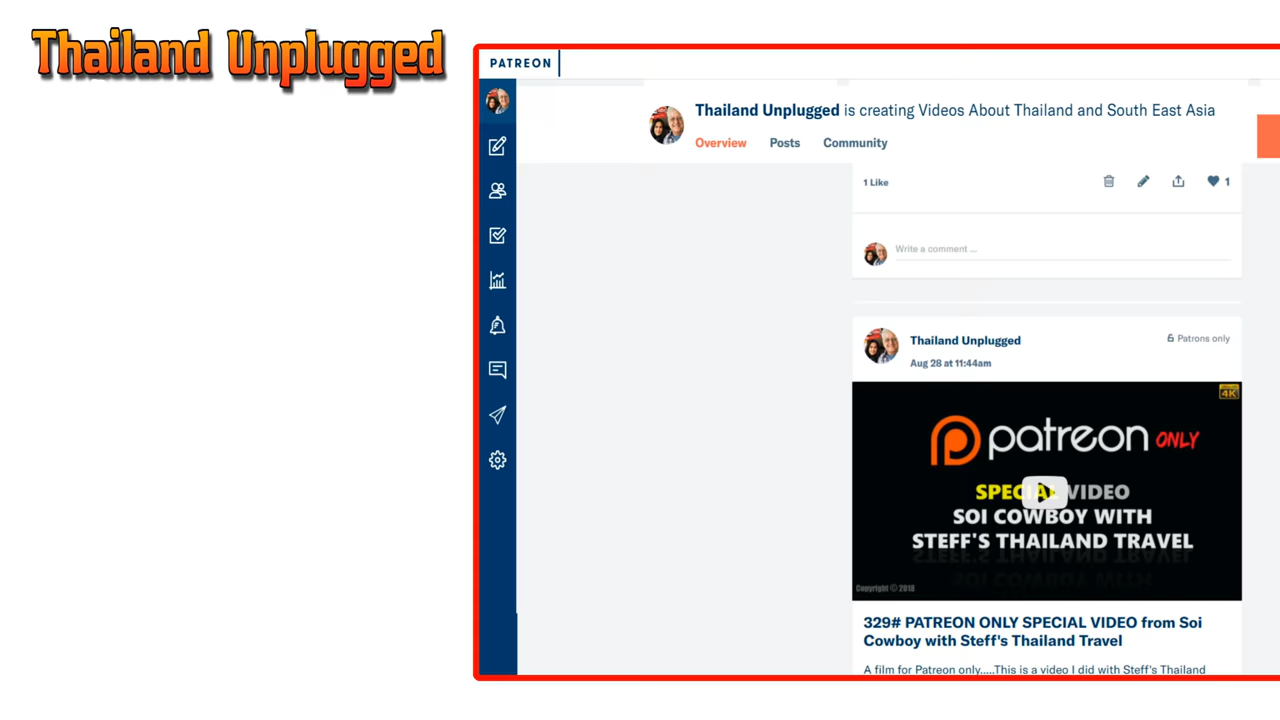 Thailand Unplugged
PATREON
Thailand Unplugged is creating Videos About Thailand and South East Asia
Overview Posts Community
1 Like
1
Write a comment ...
Thailand Unplugged
Patrons only
Aug 28 at 11:44am
4K
patreon ONLY
SPECIAL VIDEO
SOI COWBOY WITH
STEFF'S THAILAND TRAVEL
Copyright © 2018
329# PATREON ONLY SPECIAL VIDEO from Soi
Cowboy with Steff's Thailand Travel
A film for Patreon only.....This is a video I did with Steff's Thailand